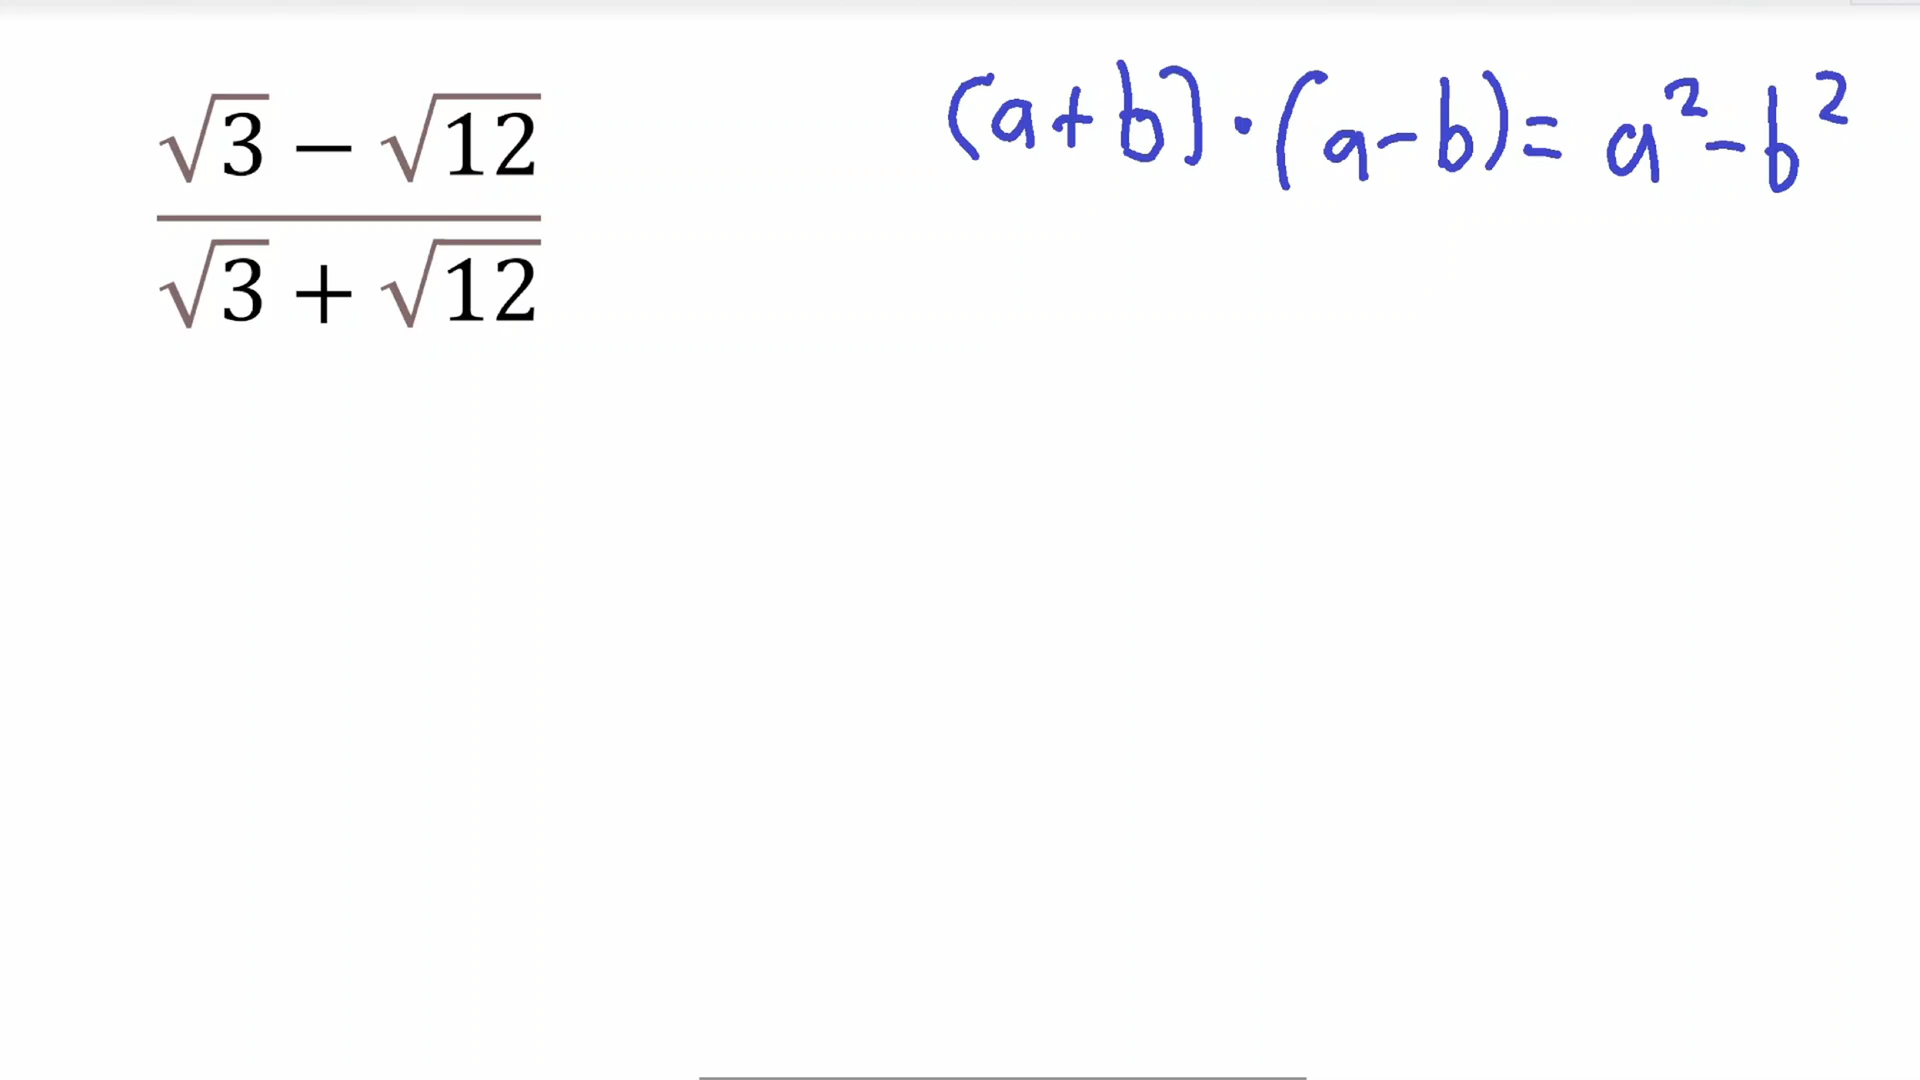 √3 − √12
√3 + √12
(a+b)·(a-b)= a²-b²